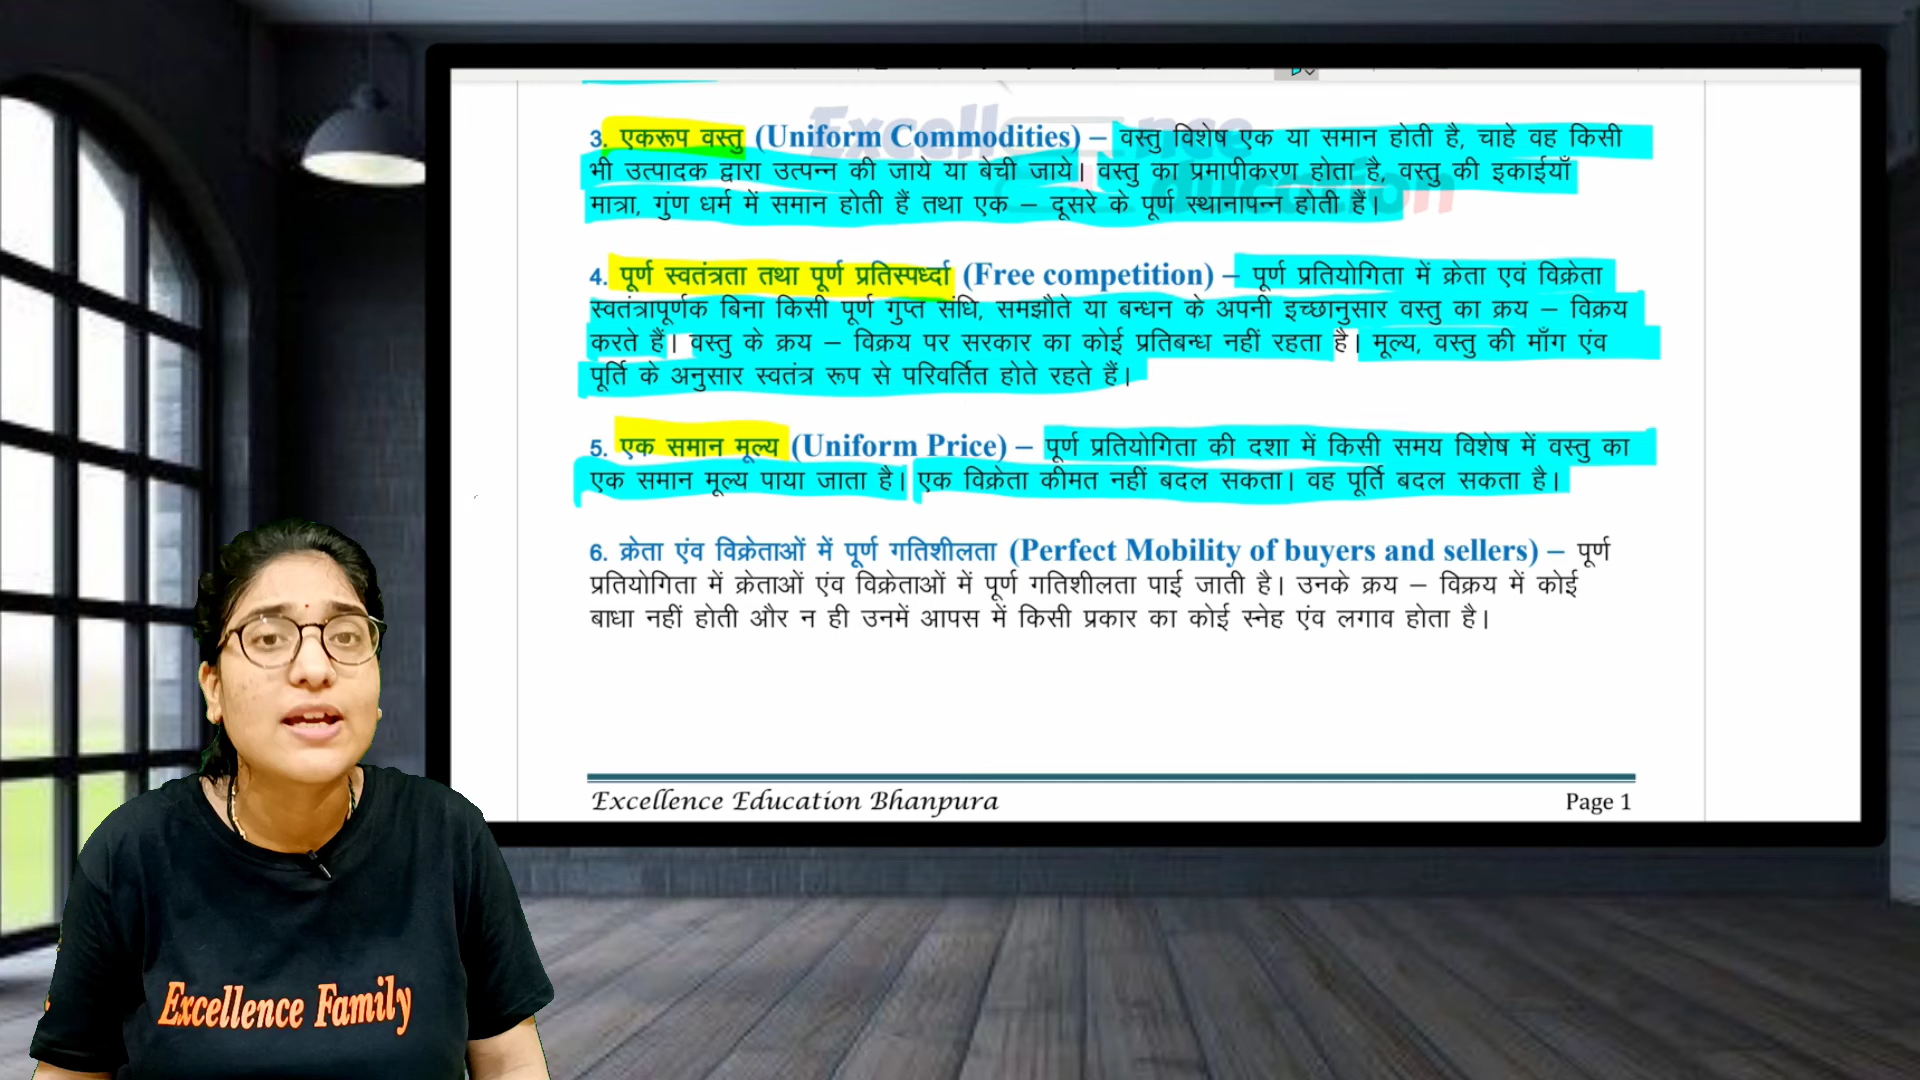 Excellence Education
3. एकरूप वस्तु (Uniform Commodities) – वस्तु विशेष एक या समान होती है, चाहे वह किसी
भी उत्पादक द्वारा उत्पन्न की जाये या बेची जाये। वस्तु का प्रमापीकरण होता है, वस्तु की इकाईयाँ
मात्रा, गुंण धर्म में समान होती हैं तथा एक – दूसरे के पूर्ण स्थानापन्न होती हैं।
4. पूर्ण स्वतंत्रता तथा पूर्ण प्रतिस्पर्ध्दा (Free competition) – पूर्ण प्रतियोगिता में क्रेता एवं विक्रेता
स्वतंत्रापूर्णक बिना किसी पूर्ण गुप्त संधि, समझौते या बन्धन के अपनी इच्छानुसार वस्तु का क्रय – विक्रय
करते हैं। वस्तु के क्रय – विक्रय पर सरकार का कोई प्रतिबन्ध नहीं रहता है। मूल्य, वस्तु की माँग एंव
पूर्ति के अनुसार स्वतंत्र रूप से परिवर्तित होते रहते हैं।
5. एक समान मूल्य (Uniform Price) – पूर्ण प्रतियोगिता की दशा में किसी समय विशेष में वस्तु का
एक समान मूल्य पाया जाता है। एक विक्रेता कीमत नहीं बदल सकता। वह पूर्ति बदल सकता है।
6. क्रेता एंव विक्रेताओं में पूर्ण गतिशीलता (Perfect Mobility of buyers and sellers) – पूर्ण
प्रतियोगिता में क्रेताओं एंव विक्रेताओं में पूर्ण गतिशीलता पाई जाती है। उनके क्रय – विक्रय में कोई
बाधा नहीं होती और न ही उनमें आपस में किसी प्रकार का कोई स्नेह एंव लगाव होता है।
Excellence Education Bhanpura Page 1
Excellence Family